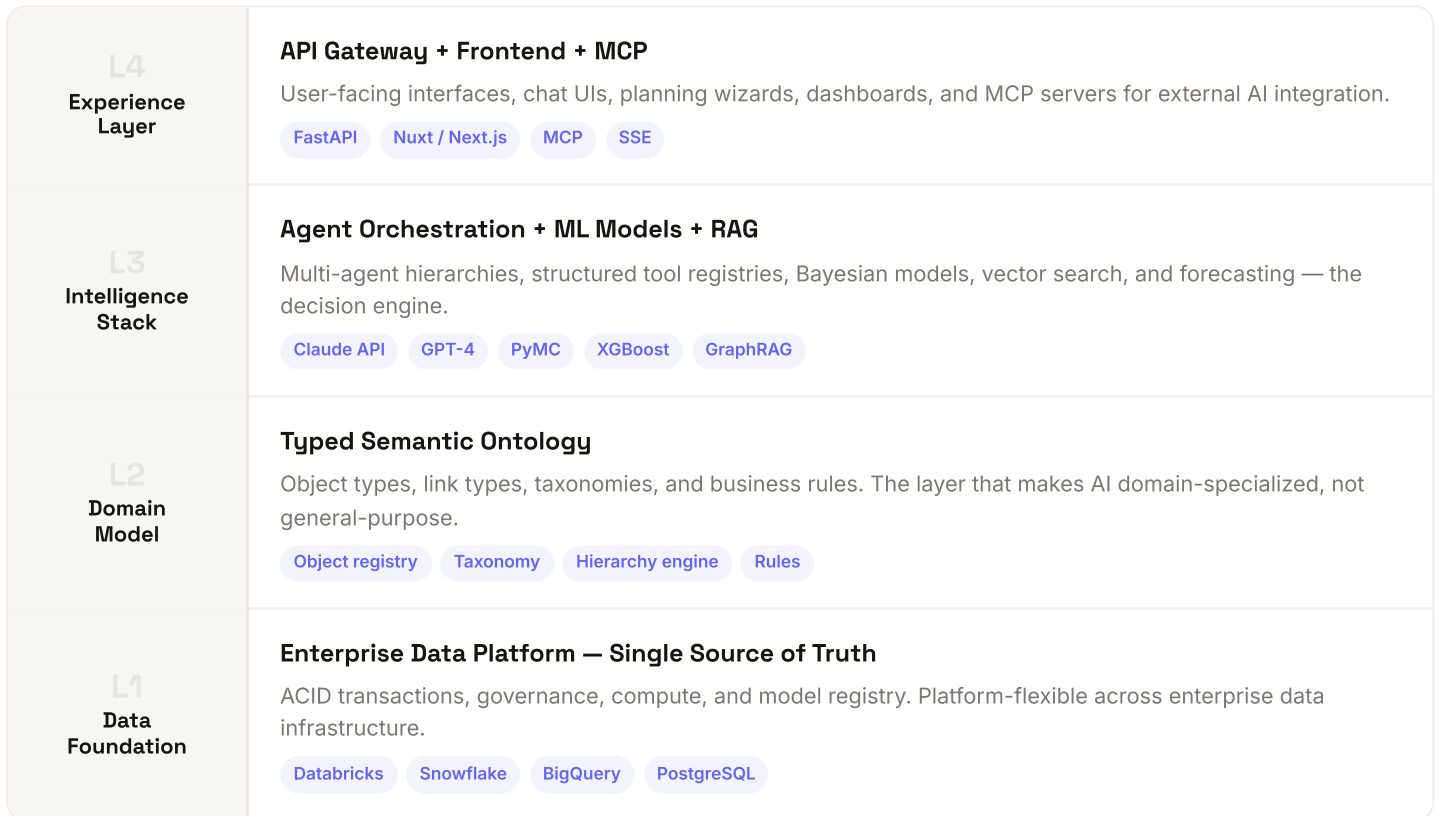 L4
Experience
Layer
API Gateway + Frontend + MCP
User-facing interfaces, chat UIs, planning wizards, dashboards, and MCP servers for external AI integration.
FastAPI
Nuxt / Next.js
MCP
SSE
L3
Intelligence
Stack
Agent Orchestration + ML Models + RAG
Multi-agent hierarchies, structured tool registries, Bayesian models, vector search, and forecasting — the
decision engine.
Claude API
GPT-4
PyMC
XGBoost
GraphRAG
L2
Domain
Model
Typed Semantic Ontology
Object types, link types, taxonomies, and business rules. The layer that makes AI domain-specialized, not
general-purpose.
Object registry
Taxonomy
Hierarchy engine
Rules
L1
Data
Foundation
Enterprise Data Platform — Single Source of Truth
ACID transactions, governance, compute, and model registry. Platform-flexible across enterprise data
infrastructure.
Databricks
Snowflake
BigQuery
PostgreSQL